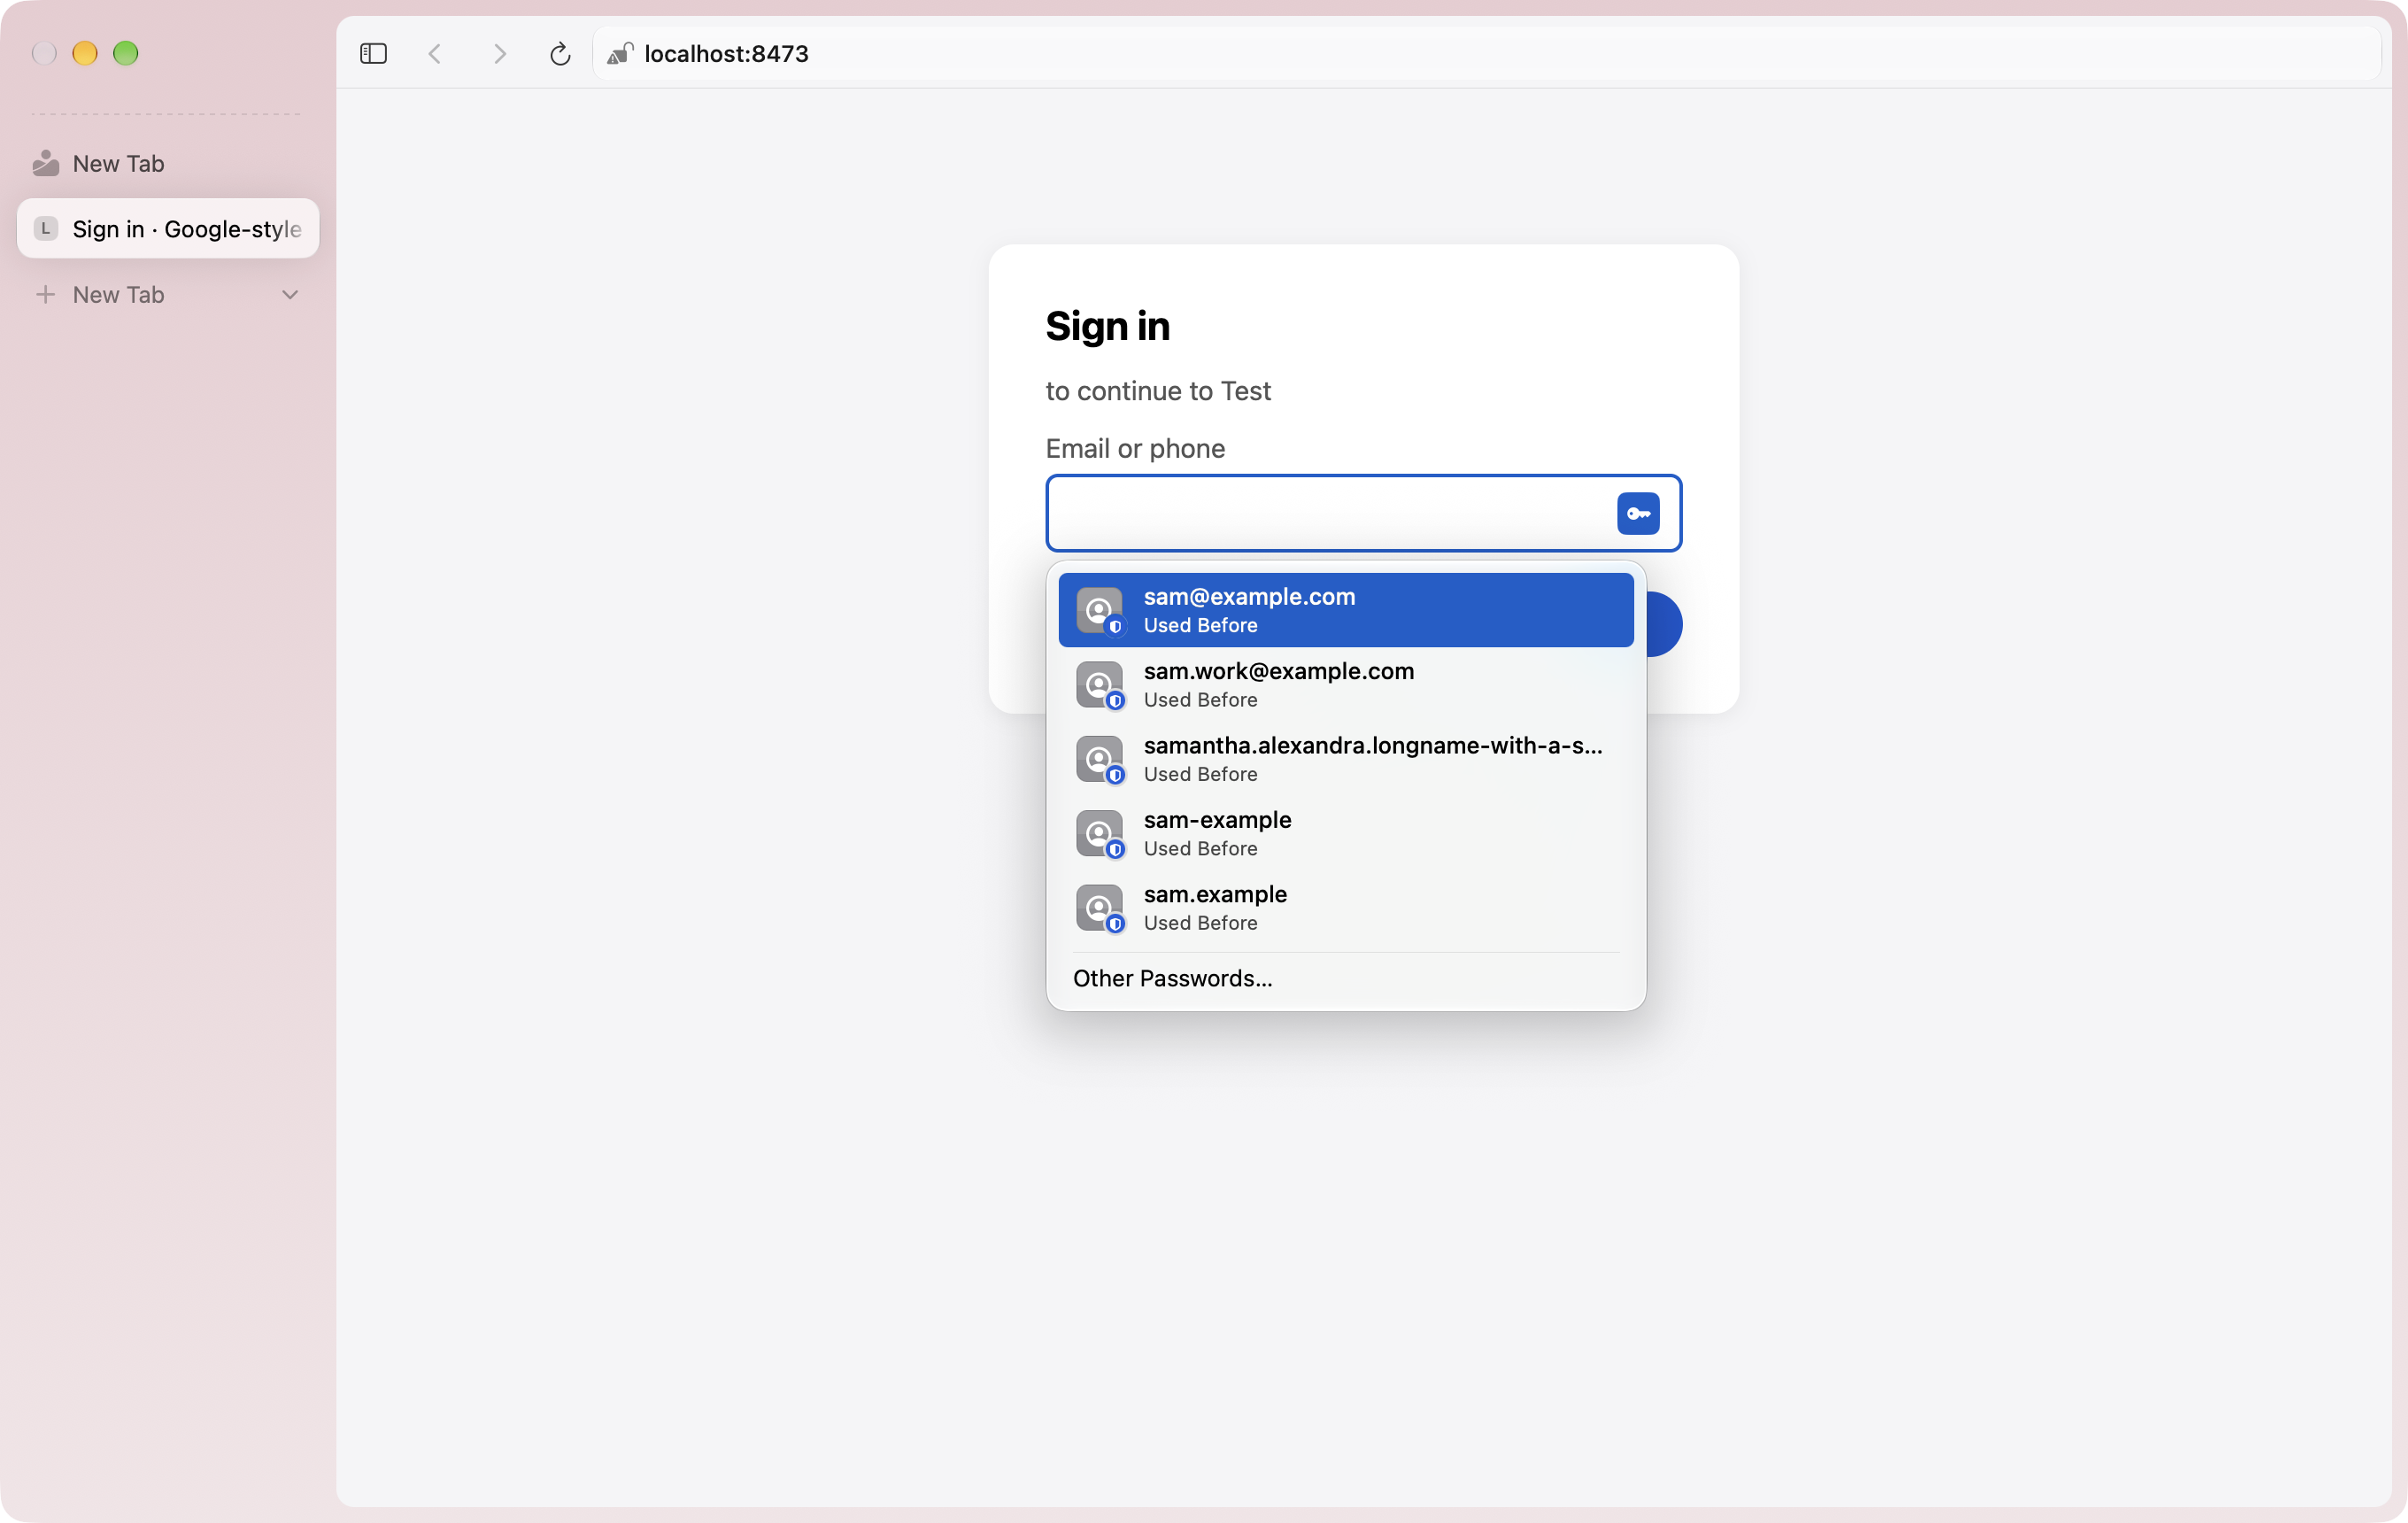 localhost:8473
New Tab
L
Sign in · Google-style
New Tab
Sign in
to continue to Test
Email or phone
sam@example.com
Used Before
sam.work@example.com
Used Before
samantha.alexandra.longname-with-a-s...
Used Before
sam-example
Used Before
sam.example
Used Before
Other Passwords...